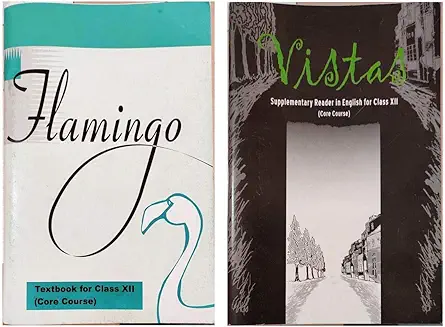 Flamingo
Textbook for Class XII
(Core Course)
Vistas
Supplementary Reader in English for Class XII
(Core Course)